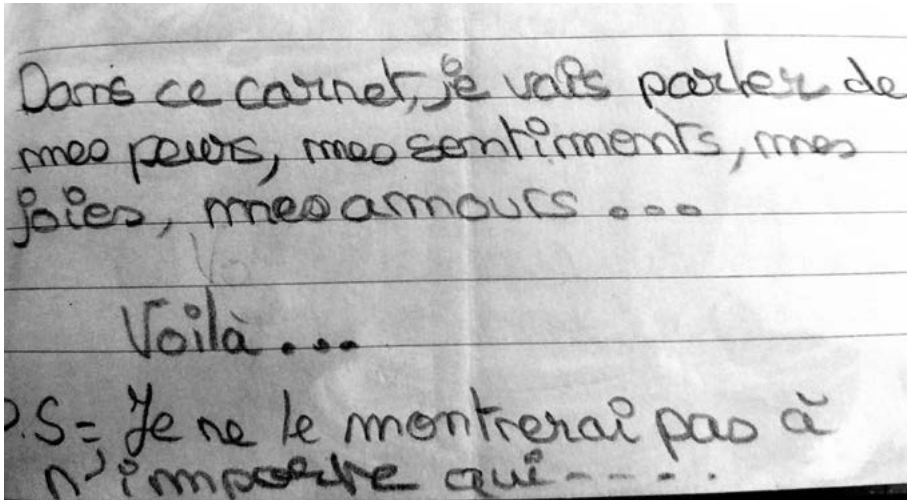 Dans ce carnet, je vais parler de
mes peurs, mes sentiments, mes
joies, mes amours ...
Voilà ...
P.S= Je ne le montrerai pas à
n'importe qui ----.